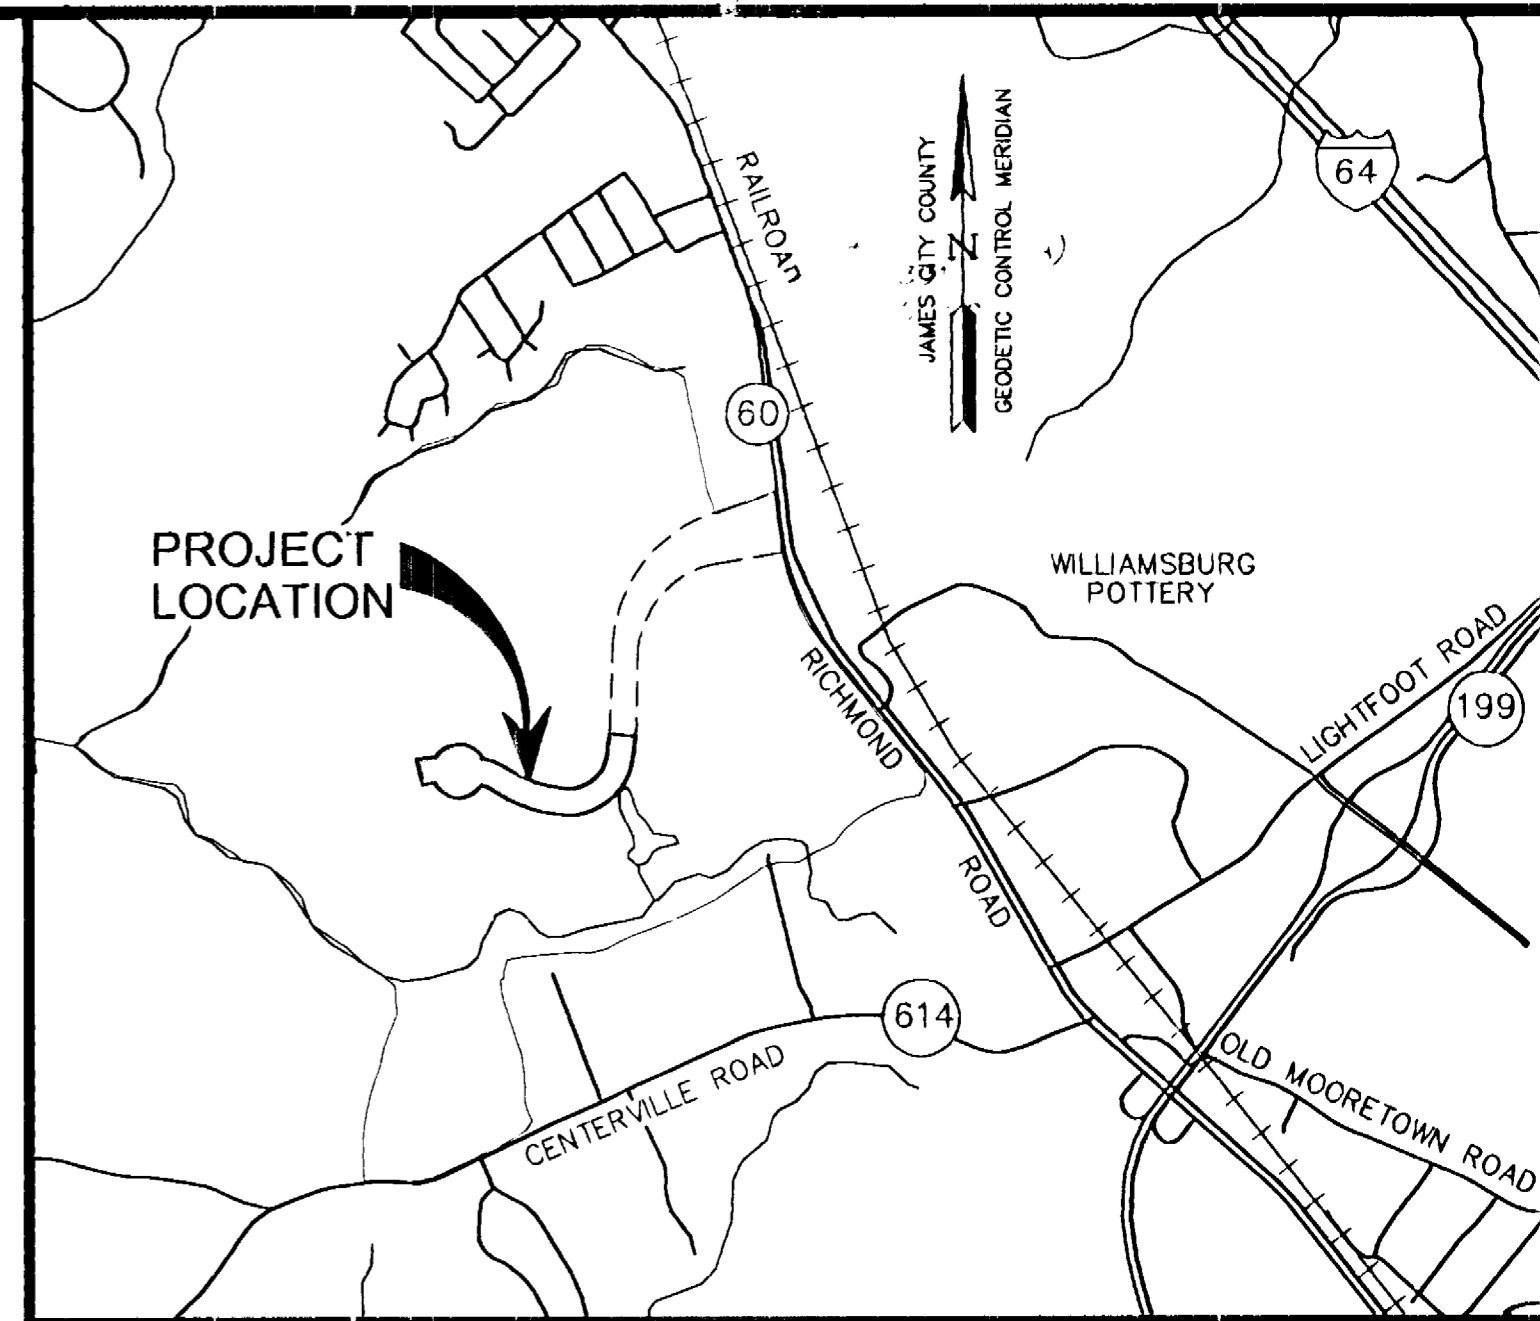 RAILROAD
JAMES CITY COUNTY
N
GEODETIC CONTROL MERIDIAN
64
60
PROJECT
LOCATION
WILLIAMSBURG
POTTERY
LIGHTFOOT ROAD
199
RICHMOND
ROAD
614
CENTERVILLE ROAD
OLD MOORETOWN ROAD